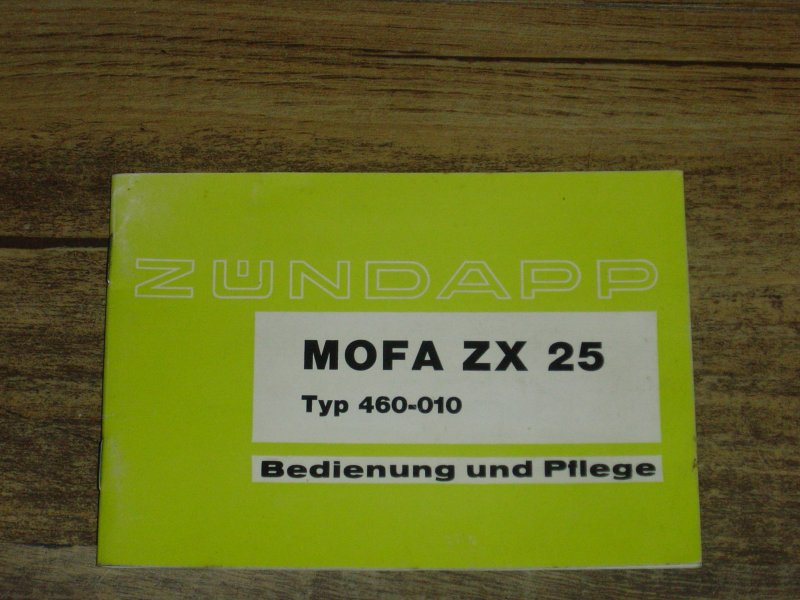 ZÜNDAPP
MOFA ZX 25
Typ 460-010
Bedienung und Pflege